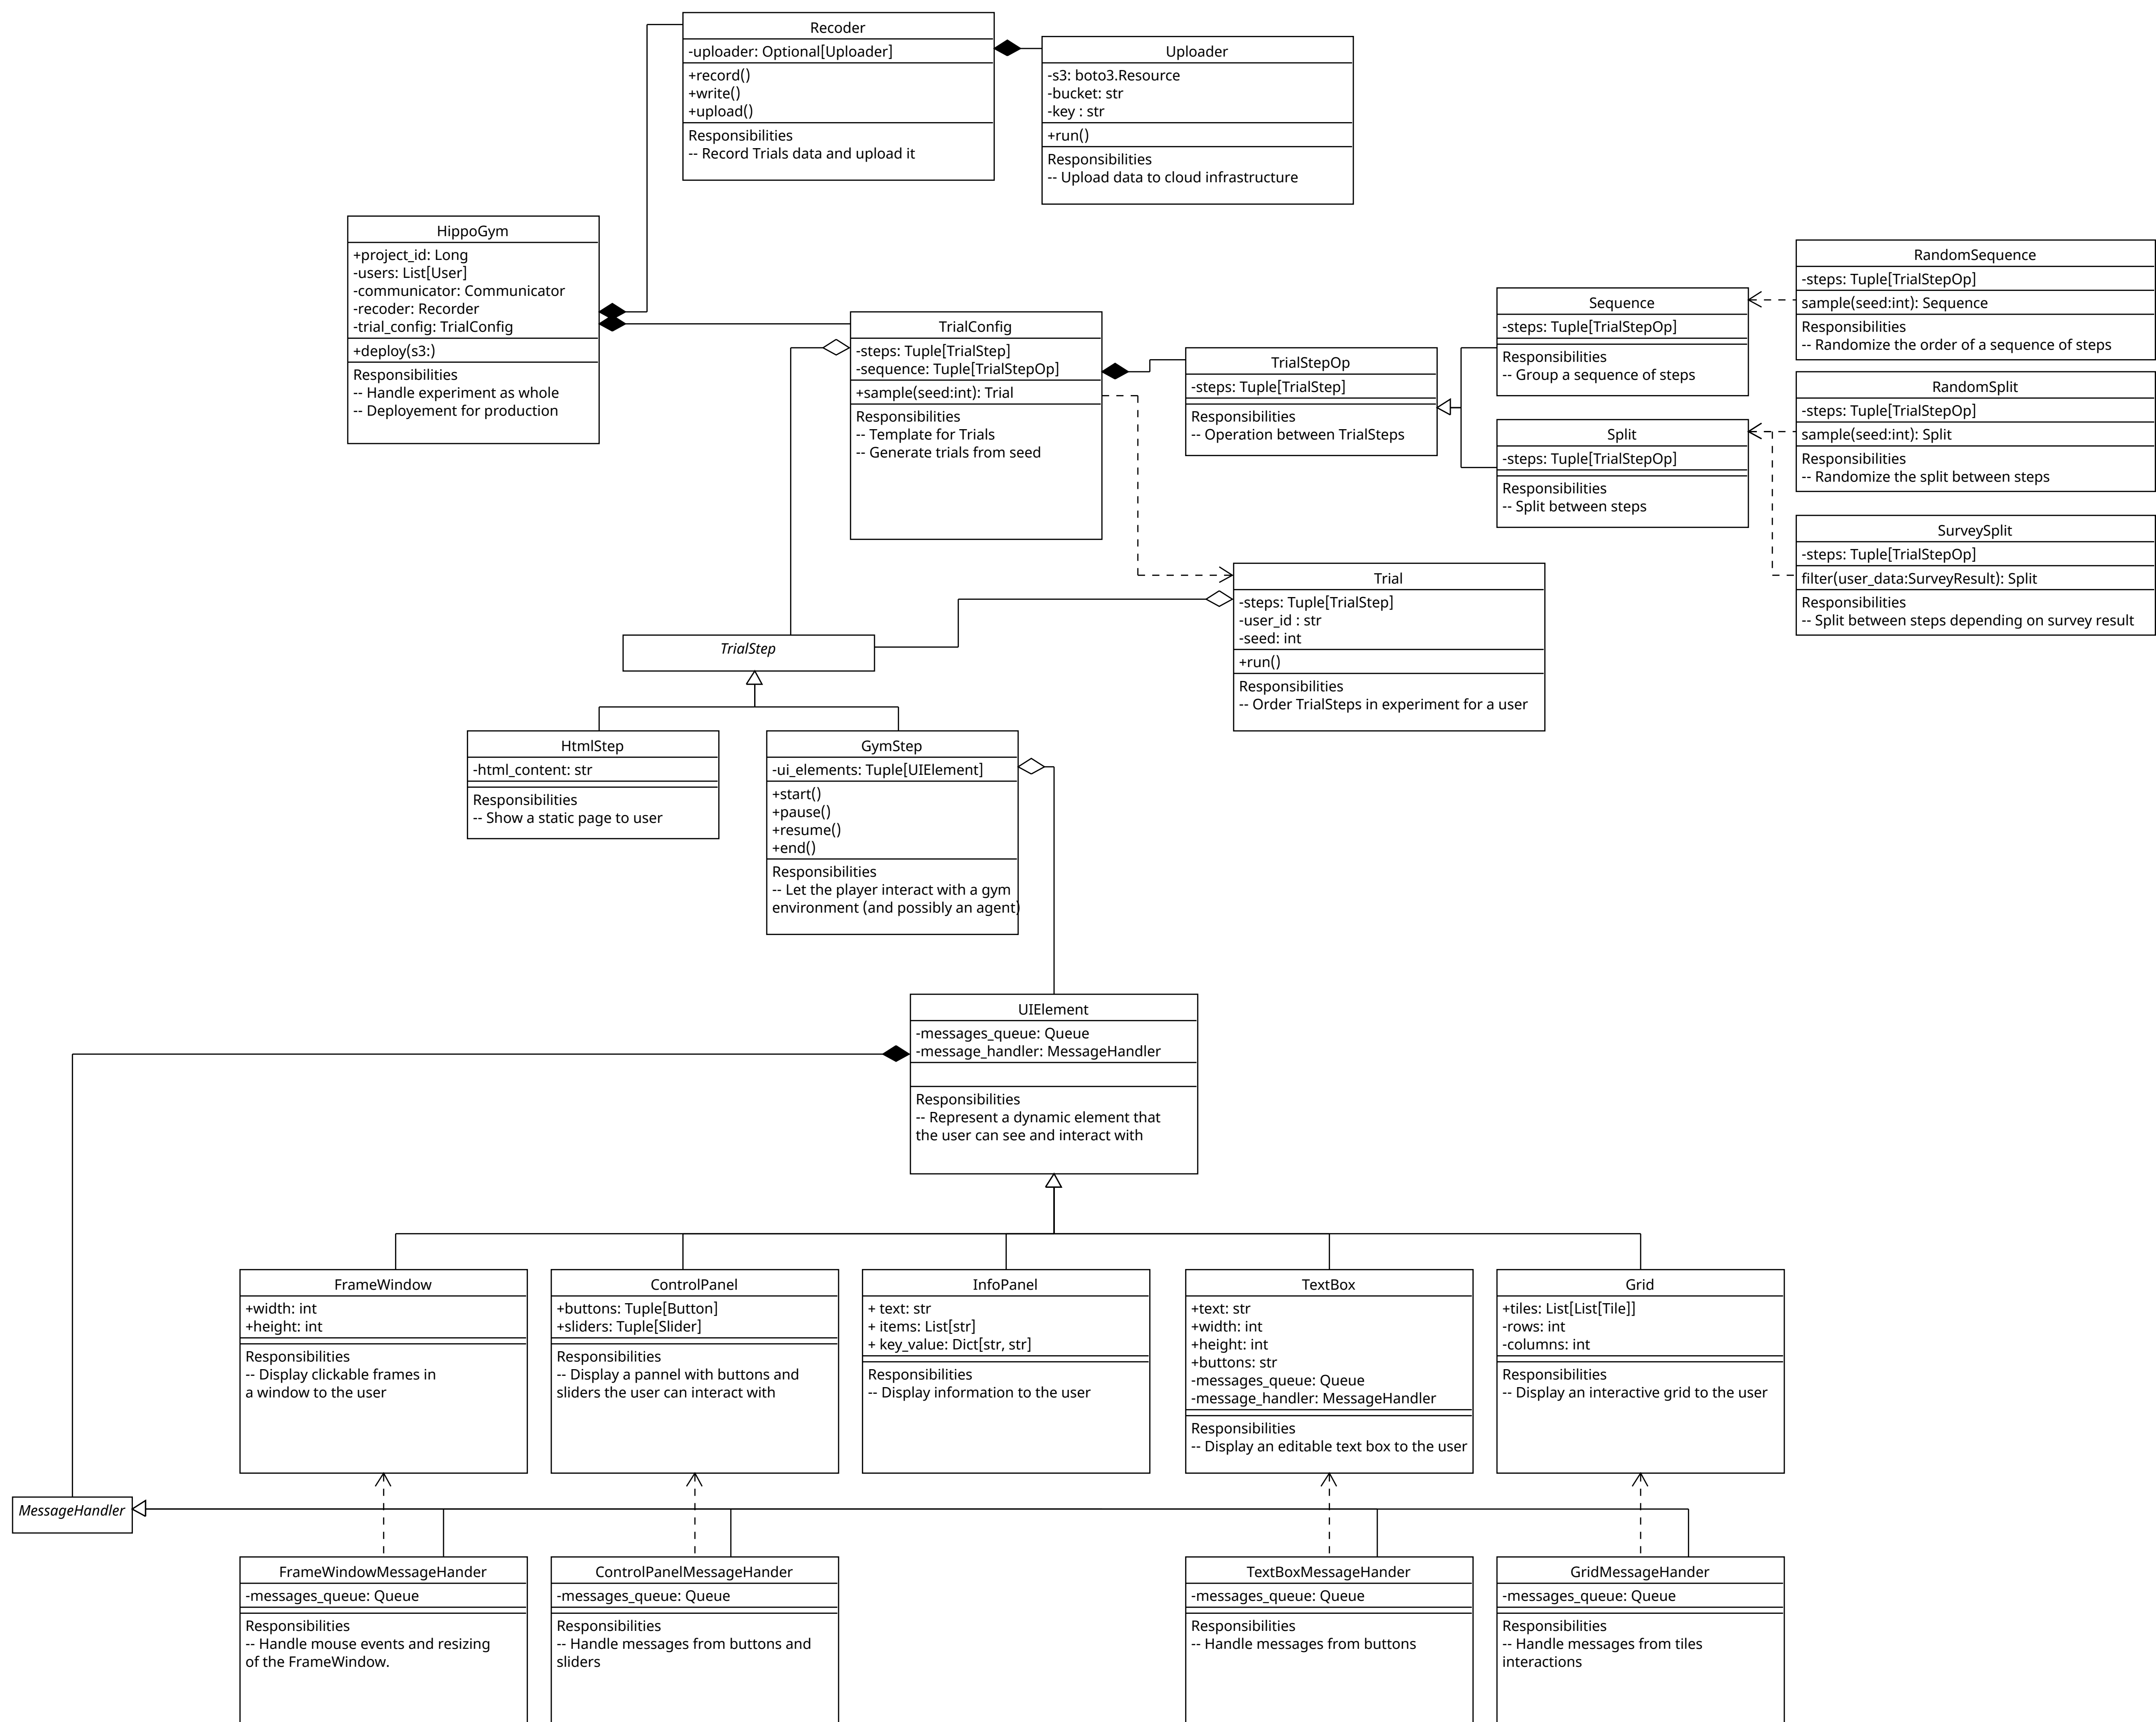 Recoder
-uploader: Optional[Uploader]
+record()
+write()
+upload()
Responsibilities
-- Record Trials data and upload it
Uploader
-s3: boto3.Resource
-bucket: str
-key : str
+run()
Responsibilities
-- Upload data to cloud infrastructure
HippoGym
+project_id: Long
-users: List[User]
-communicator: Communicator
-recoder: Recorder
-trial_config: TrialConfig
+deploy(s3:)
Responsibilities
-- Handle experiment as whole
-- Deployement for production
TrialConfig
-steps: Tuple[TrialStep]
-sequence: Tuple[TrialStepOp]
+sample(seed:int): Trial
Responsibilities
-- Template for Trials
-- Generate trials from seed
TrialStepOp
-steps: Tuple[TrialStep]
Responsibilities
-- Operation between TrialSteps
Sequence
-steps: Tuple[TrialStepOp]
Responsibilities
-- Group a sequence of steps
Split
-steps: Tuple[TrialStepOp]
Responsibilities
-- Split between steps
RandomSequence
-steps: Tuple[TrialStepOp]
sample(seed:int): Sequence
Responsibilities
-- Randomize the order of a sequence of steps
RandomSplit
-steps: Tuple[TrialStepOp]
sample(seed:int): Split
Responsibilities
-- Randomize the split between steps
SurveySplit
-steps: Tuple[TrialStepOp]
filter(user_data:SurveyResult): Split
Responsibilities
-- Split between steps depending on survey result
Trial
-steps: Tuple[TrialStep]
-user_id : str
-seed: int
+run()
Responsibilities
-- Order TrialSteps in experiment for a user
TrialStep
HtmlStep
-html_content: str
Responsibilities
-- Show a static page to user
GymStep
-ui_elements: Tuple[UIElement]
+start()
+pause()
+resume()
+end()
Responsibilities
-- Let the player interact with a gym
environment (and possibly an agent)
UIElement
-messages_queue: Queue
-message_handler: MessageHandler
Responsibilities
-- Represent a dynamic element that
the user can see and interact with
FrameWindow
+width: int
+height: int
Responsibilities
-- Display clickable frames in
a window to the user
ControlPanel
+buttons: Tuple[Button]
+sliders: Tuple[Slider]
Responsibilities
-- Display a pannel with buttons and
sliders the user can interact with
InfoPanel
+ text: str
+ items: List[str]
+ key_value: Dict[str, str]
Responsibilities
-- Display information to the user
TextBox
+text: str
+width: int
+height: int
+buttons: str
-messages_queue: Queue
-message_handler: MessageHandler
Responsibilities
-- Display an editable text box to the user
Grid
+tiles: List[List[Tile]]
-rows: int
-columns: int
Responsibilities
-- Display an interactive grid to the user
MessageHandler
FrameWindowMessageHander
-messages_queue: Queue
Responsibilities
-- Handle mouse events and resizing
of the FrameWindow.
ControlPanelMessageHander
-messages_queue: Queue
Responsibilities
-- Handle messages from buttons and
sliders
TextBoxMessageHander
-messages_queue: Queue
Responsibilities
-- Handle messages from buttons
GridMessageHander
-messages_queue: Queue
Responsibilities
-- Handle messages from tiles
interactions